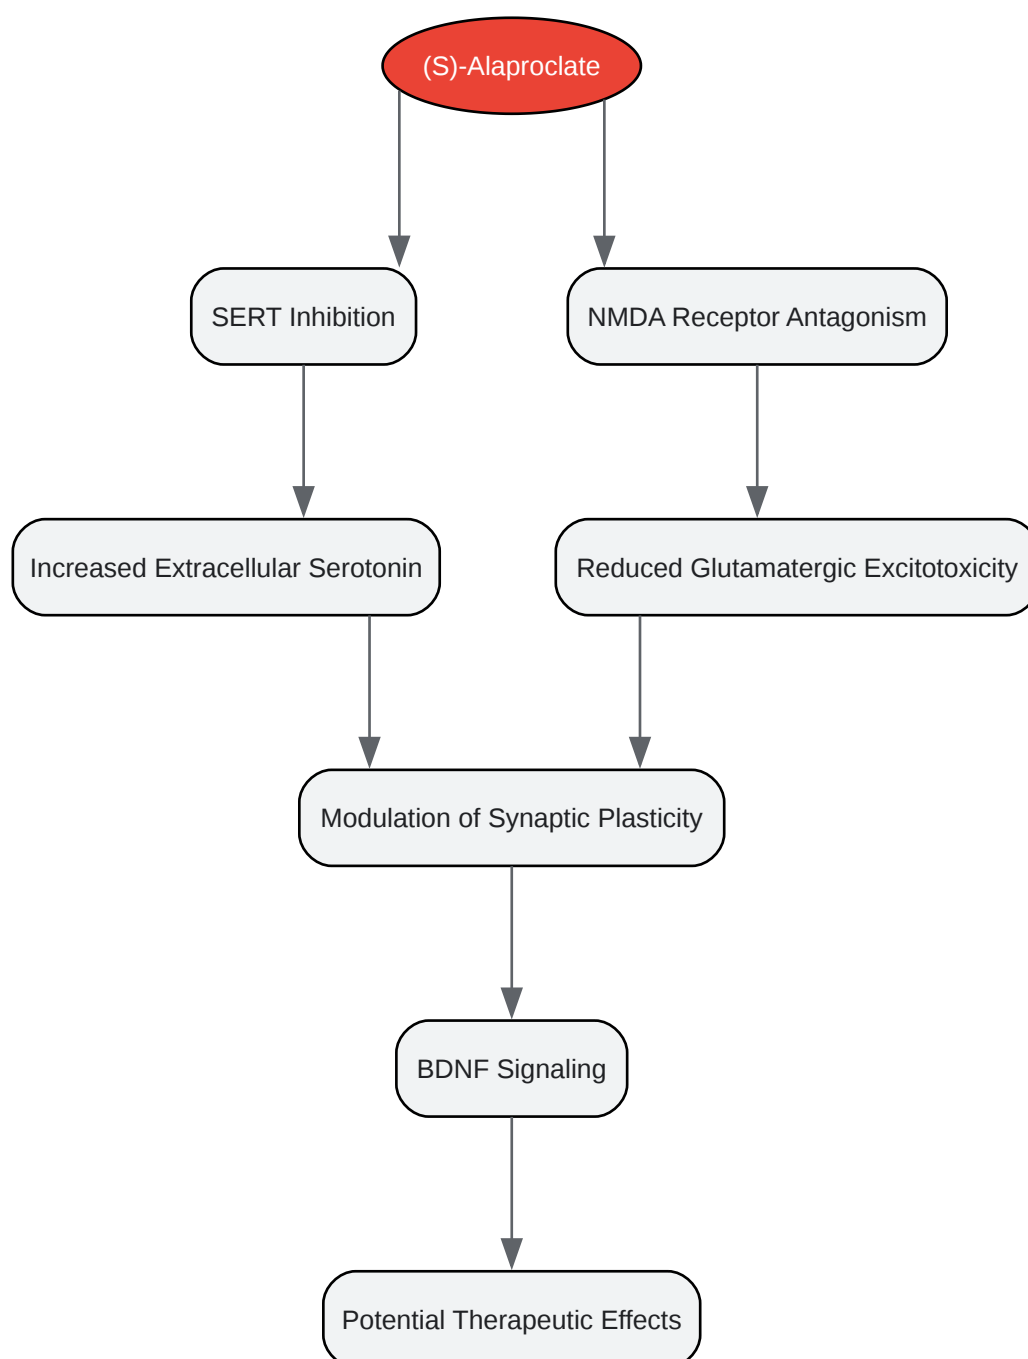 (S)-Alaproclate
SERT Inhibition
NMDA Receptor Antagonism
Increased Extracellular Serotonin
Reduced Glutamatergic Excitotoxicity
Modulation of Synaptic Plasticity
BDNF Signaling
Potential Therapeutic Effects